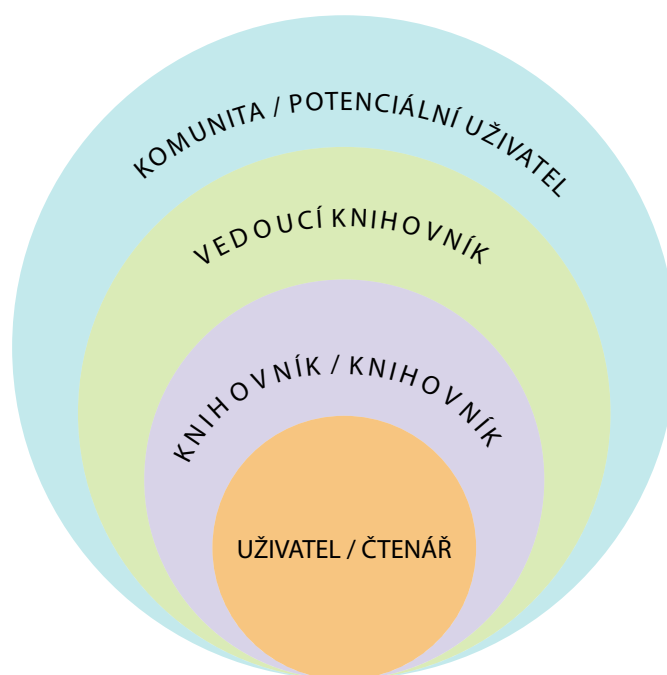 KOMUNITA / POTENCIÁLNÍ UŽIVATEL
VEDOUCÍ KNIHOVNÍK
KNIHOVNÍK / KNIHOVNÍK
UŽIVATEL / ČTENÁŘ